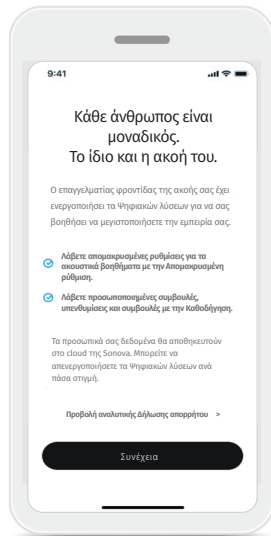 9:41
Κάθε άνθρωπος είναι
μοναδικός.
Το ίδιο και η ακοή του.
Ο επαγγελματίας φροντίδας της ακοής σας έχει
ενεργοποιήσει τα Ψηφιακών λύσεων για να σας
βοηθήσει να μεγιστοποιήσετε την εμπειρία σας.
Λάβετε απομακρυσμένες ρυθμίσεις για τα
ακουστικά βοηθήματα με την Απομακρυσμένη
ρύθμιση.
Λάβετε προσωποποιημένες συμβουλές,
υπενθυμίσεις και συμβουλές με την Καθοδήγηση.
Τα προσωπικά σας δεδομένα θα αποθηκευτούν
στο cloud της Sonova. Μπορείτε να
απενεργοποιήσετε τα Ψηφιακών λύσεων ανά
πάσα στιγμή.
Προβολή αναλυτικής Δήλωσης απορρήτου >
Συνέχεια